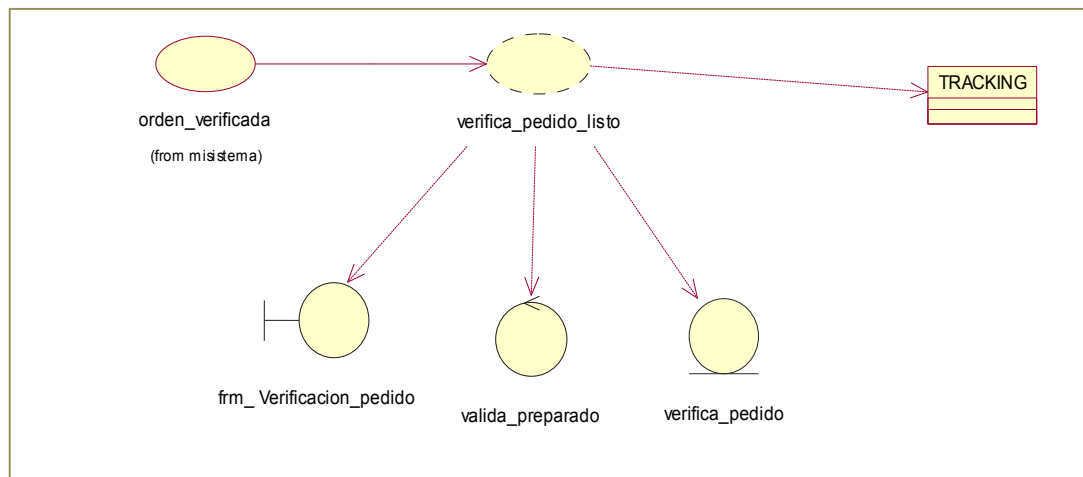 TRACKING
orden_verificada
(from misistema)
verifica_pedido_listo
frm_ Verificacion_pedido
valida_preparado
verifica_pedido